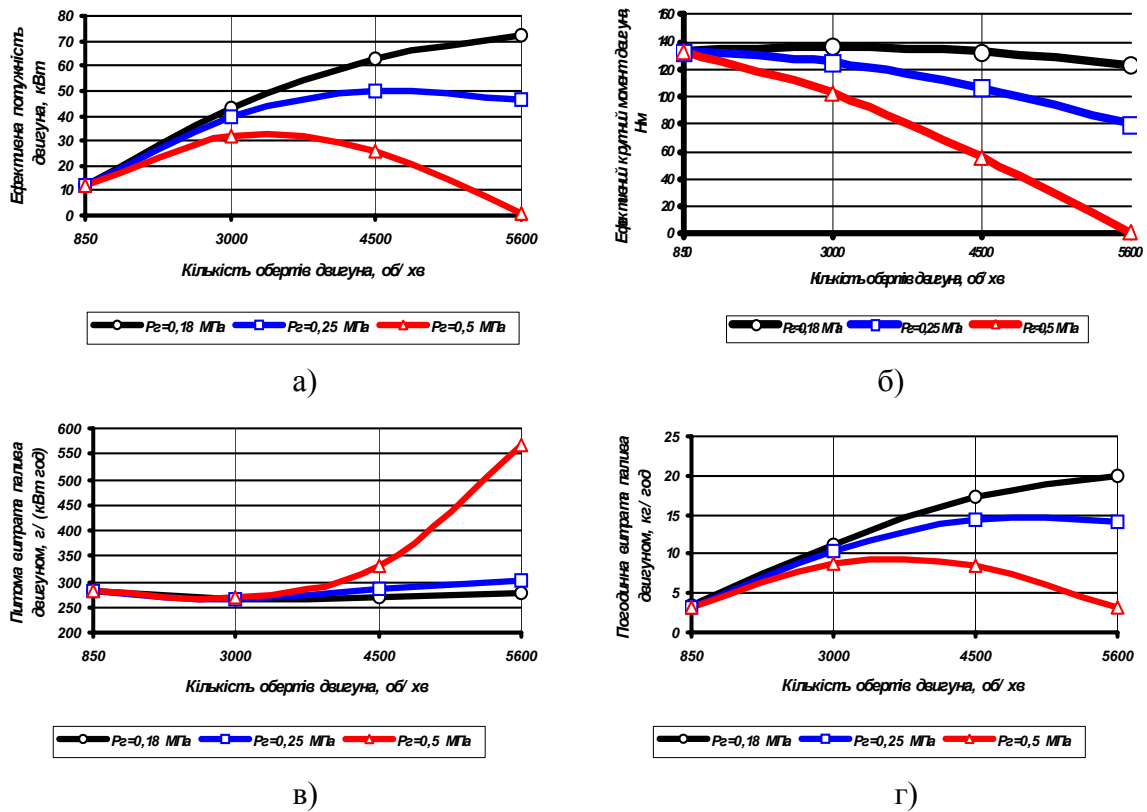 Ефективна потужність
двигуна, кВт
80
70
60
50
40
30
20
10
0
850 3000 4500 5600
Кількість обертів двигуна, об/ хв
Рг=0,18 МПа Рг=0,25 МПа Рг=0,5 МПа
а)
Ефективний крутний момент двигуна,
Нм
160
140
120
100
80
60
40
20
0
850 3000 4500 5600
Кількість обертів двигуна, об/ хв
Рг=0,18 МПа Рг=0,25 МПа Рг=0,5 МПа
б)
Питома витрата палива
двигуном, г/ (кВт год)
600
550
500
450
400
350
300
250
200
850 3000 4500 5600
Кількість обертів двигуна, об/ хв
Рг=0,18 МПа Рг=0,25 МПа Рг=0,5 МПа
в)
Погодинна витрата палива
двигуном, кг/ год
25
20
15
10
5
0
850 3000 4500 5600
Кількість обертів двигуна, об/ хв
Рг=0,18 МПа Рг=0,25 МПа Рг=0,5 МПа
г)